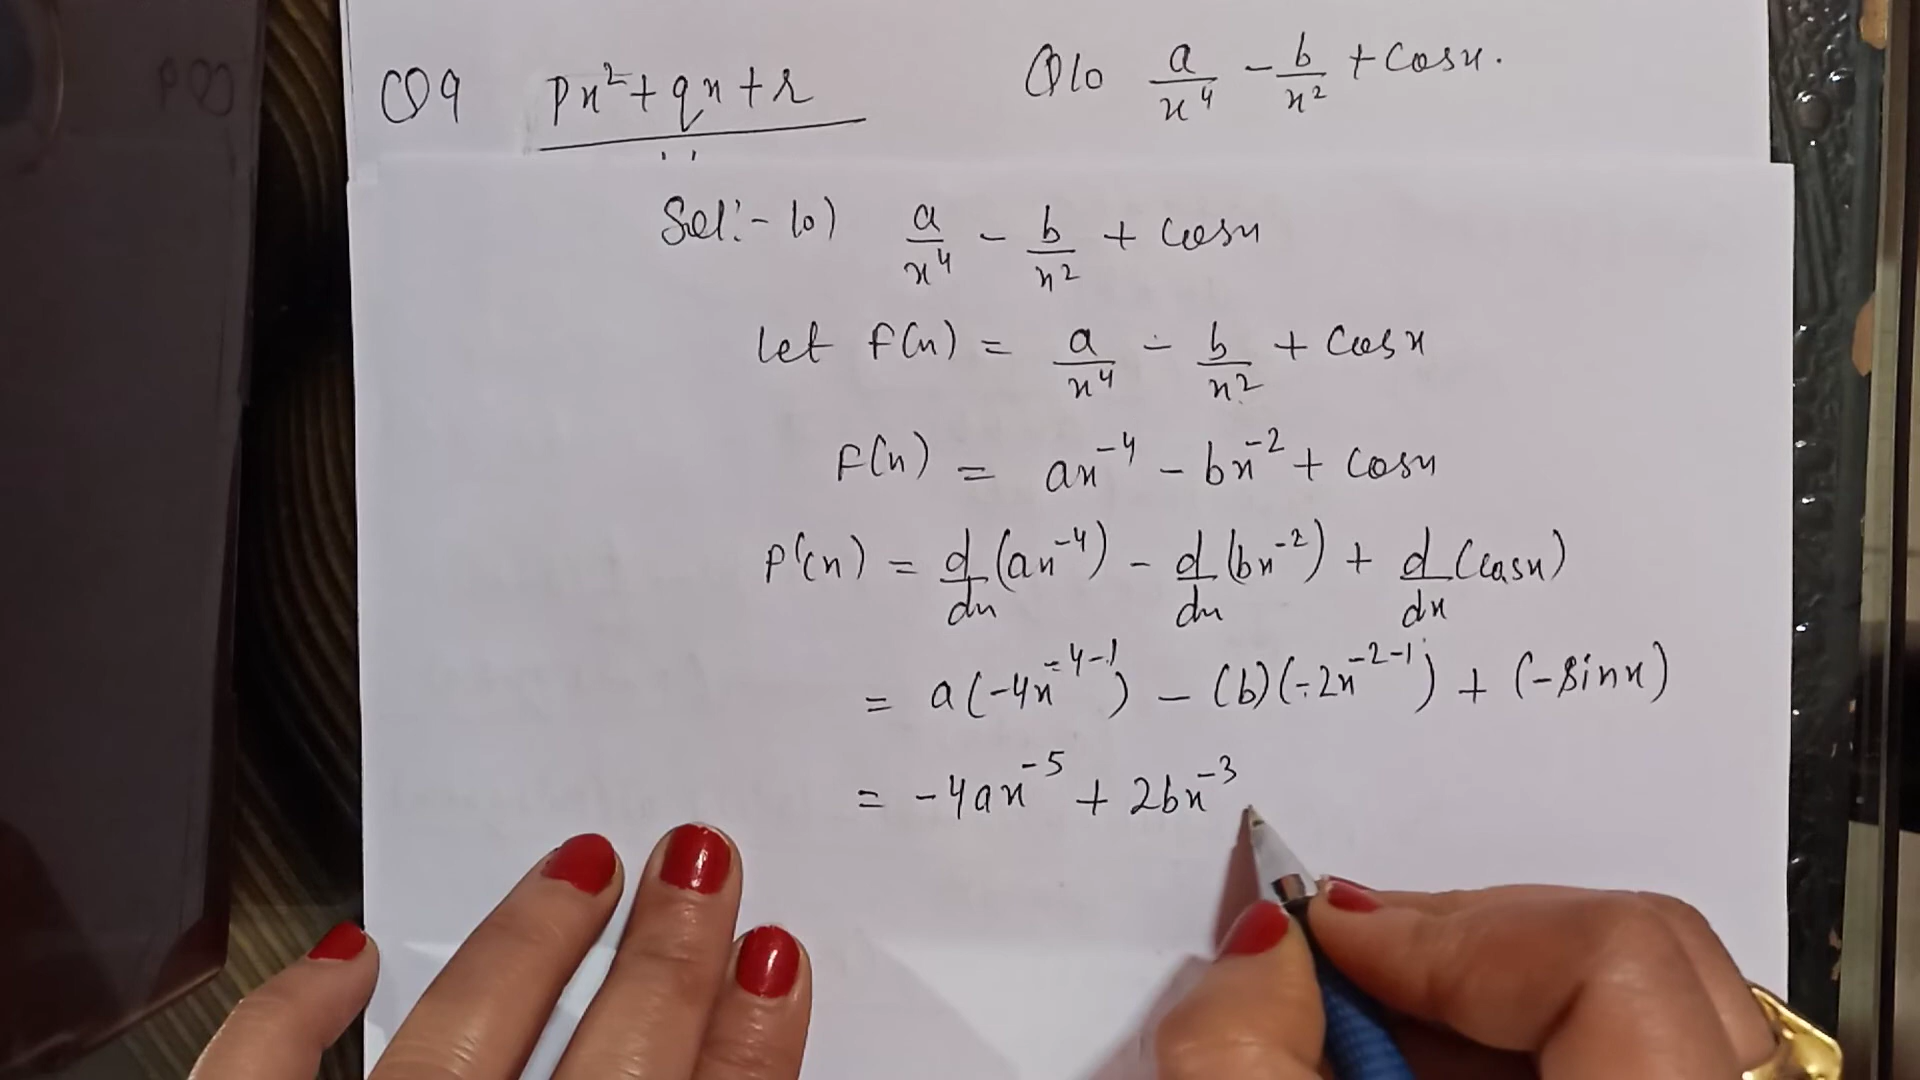 Q9 px²+qx+r
Q10 a/x⁴ - b/x² + Cosx.
Sol:- 10) a/x⁴ - b/x² + Cosx
let f(x) = a/x⁴ - b/x² + Cosx
f(x) = ax⁻⁴ - bx⁻² + Cosx
f'(x) = d/dx (ax⁻⁴) - d/dx (bx⁻²) + d/dx (Cosx)
= a(-4x⁻⁴⁻¹) - (b)(-2x⁻²⁻¹) + (-sinx)
= -4ax⁻⁵ + 2bx⁻³